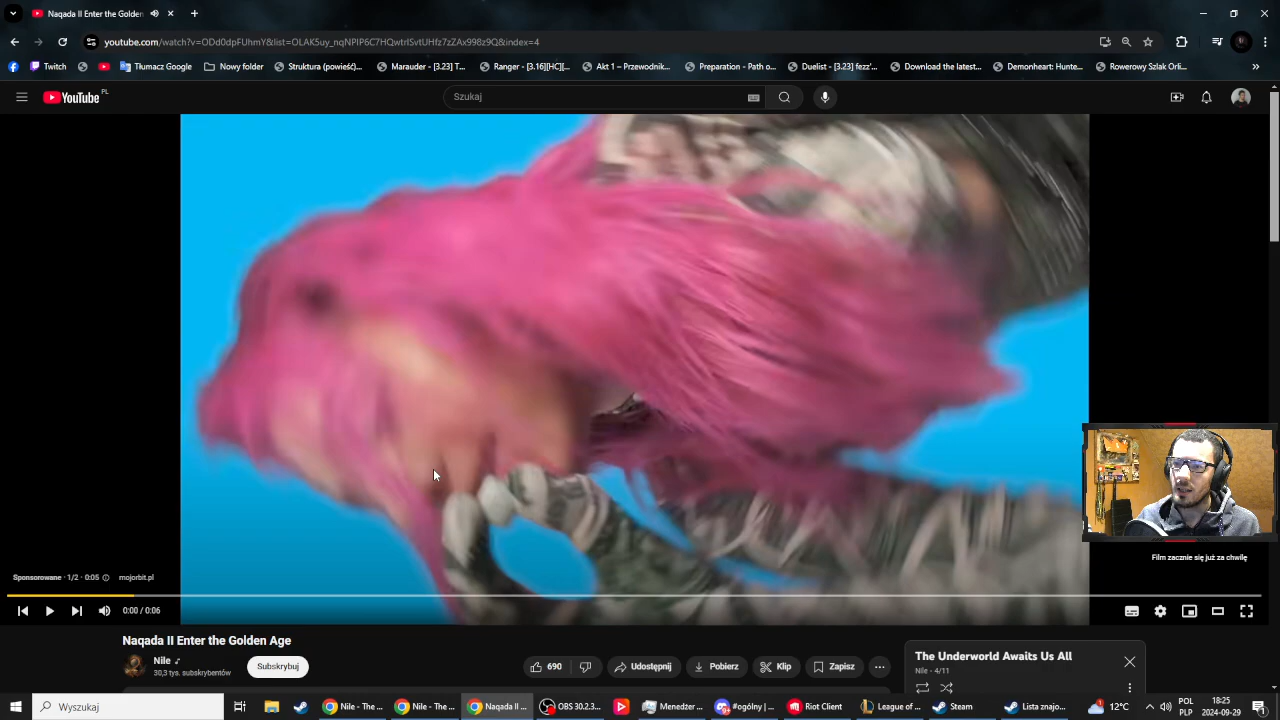 Naqada II Enter the Golden
youtube.com/watch?v=ODd0dpFUhmY&list=OLAK5uy_nqNPIP6C7HQwtrISvtUHfz7zZAx998z9Q&index=4
Twitch
Tłumacz Google
Nowy folder
Struktura (powieść)...
Marauder - [3.23] T...
Ranger - [3.16][HC][...
Akt 1 – Przewodnik...
Preparation - Path o...
Duelist - [3.23] fezz'...
Download the latest...
Demonheart: Hunte...
Rowerowy Szlak Orli...
»
YouTube PL
Szukaj
Film zacznie się już za chwilę
Sponsorowane · 1/2 · 0:05 mojorbit.pl
0:00 / 0:06
Naqada II Enter the Golden Age
Nile
30,3 tys. subskrybentów
Subskrybuj
690
Udostępnij
Pobierz
Klip
Zapisz
...
The Underworld Awaits Us All
Nile - 4/11
Wyszukaj
Nile - The ...
Nile - The ...
Naqada II ...
OBS 30.2.3...
Menedżer ...
#ogólny | ...
Riot Client
League of ...
Steam
Lista znajo...
12°C
POL
PLP
18:25
2024-09-29
1